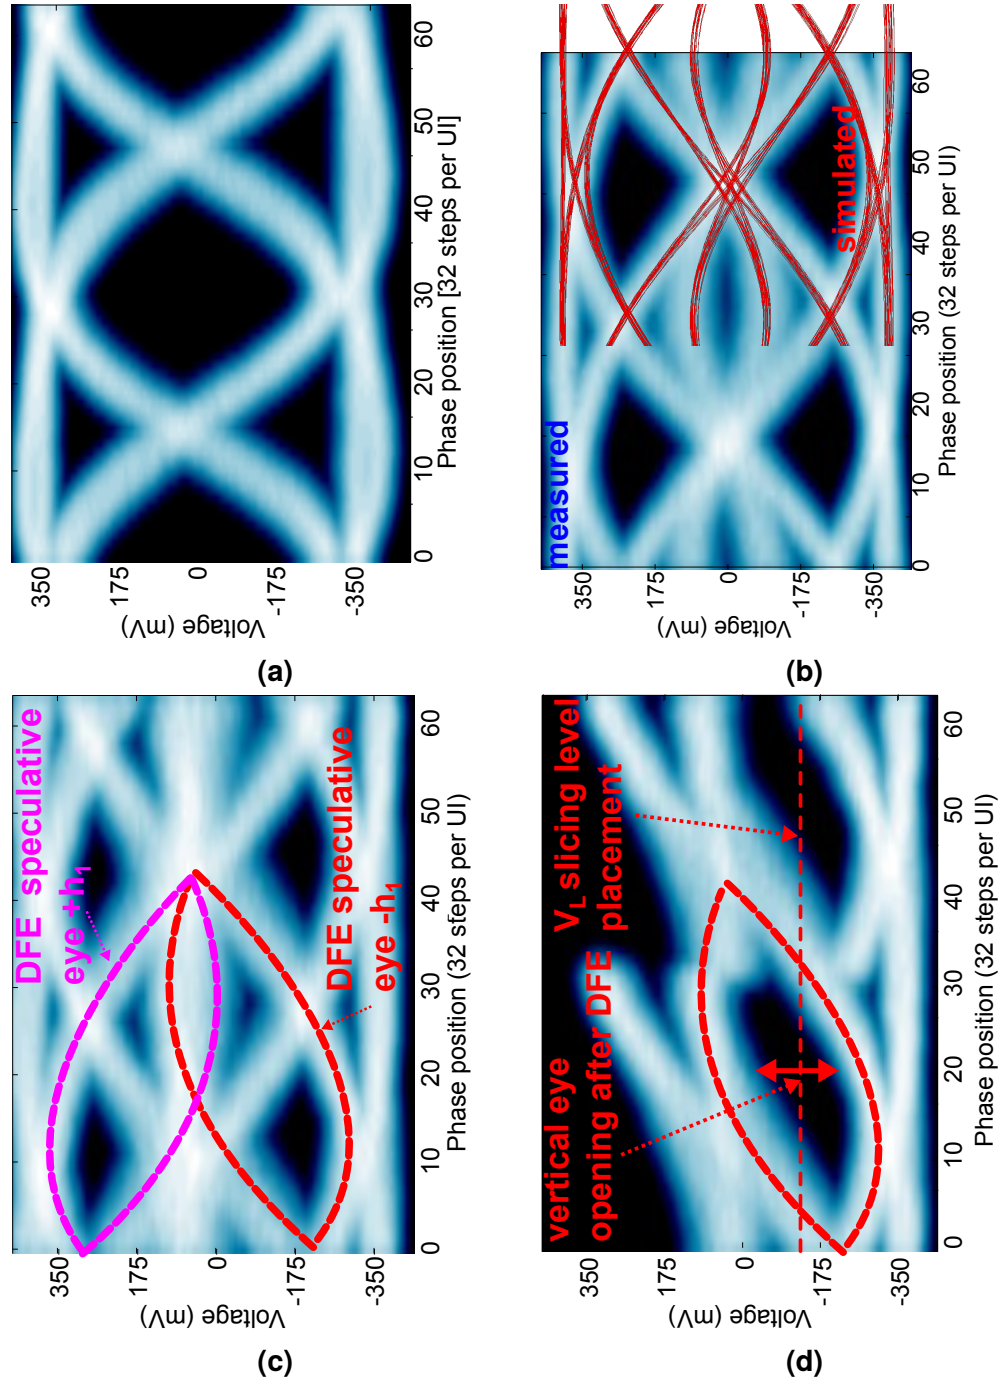 350
175
0
-175
-350
Voltage (mV)
0
10
20
30
40
50
60
Phase position [32 steps per UI]
(a)
measured
simulated
350
175
0
-175
-350
Voltage (mV)
0
10
20
30
40
50
60
Phase position (32 steps per UI)
(b)
DFE speculative
eye +h1
DFE speculative
eye -h1
350
175
0
-175
-350
Voltage (mV)
0
10
20
30
40
50
60
Phase position (32 steps per UI)
(c)
vertical eye
opening after DFE
VL slicing level
placement
350
175
0
-175
-350
Voltage (mV)
0
10
20
30
40
50
60
Phase position (32 steps per UI)
(d)